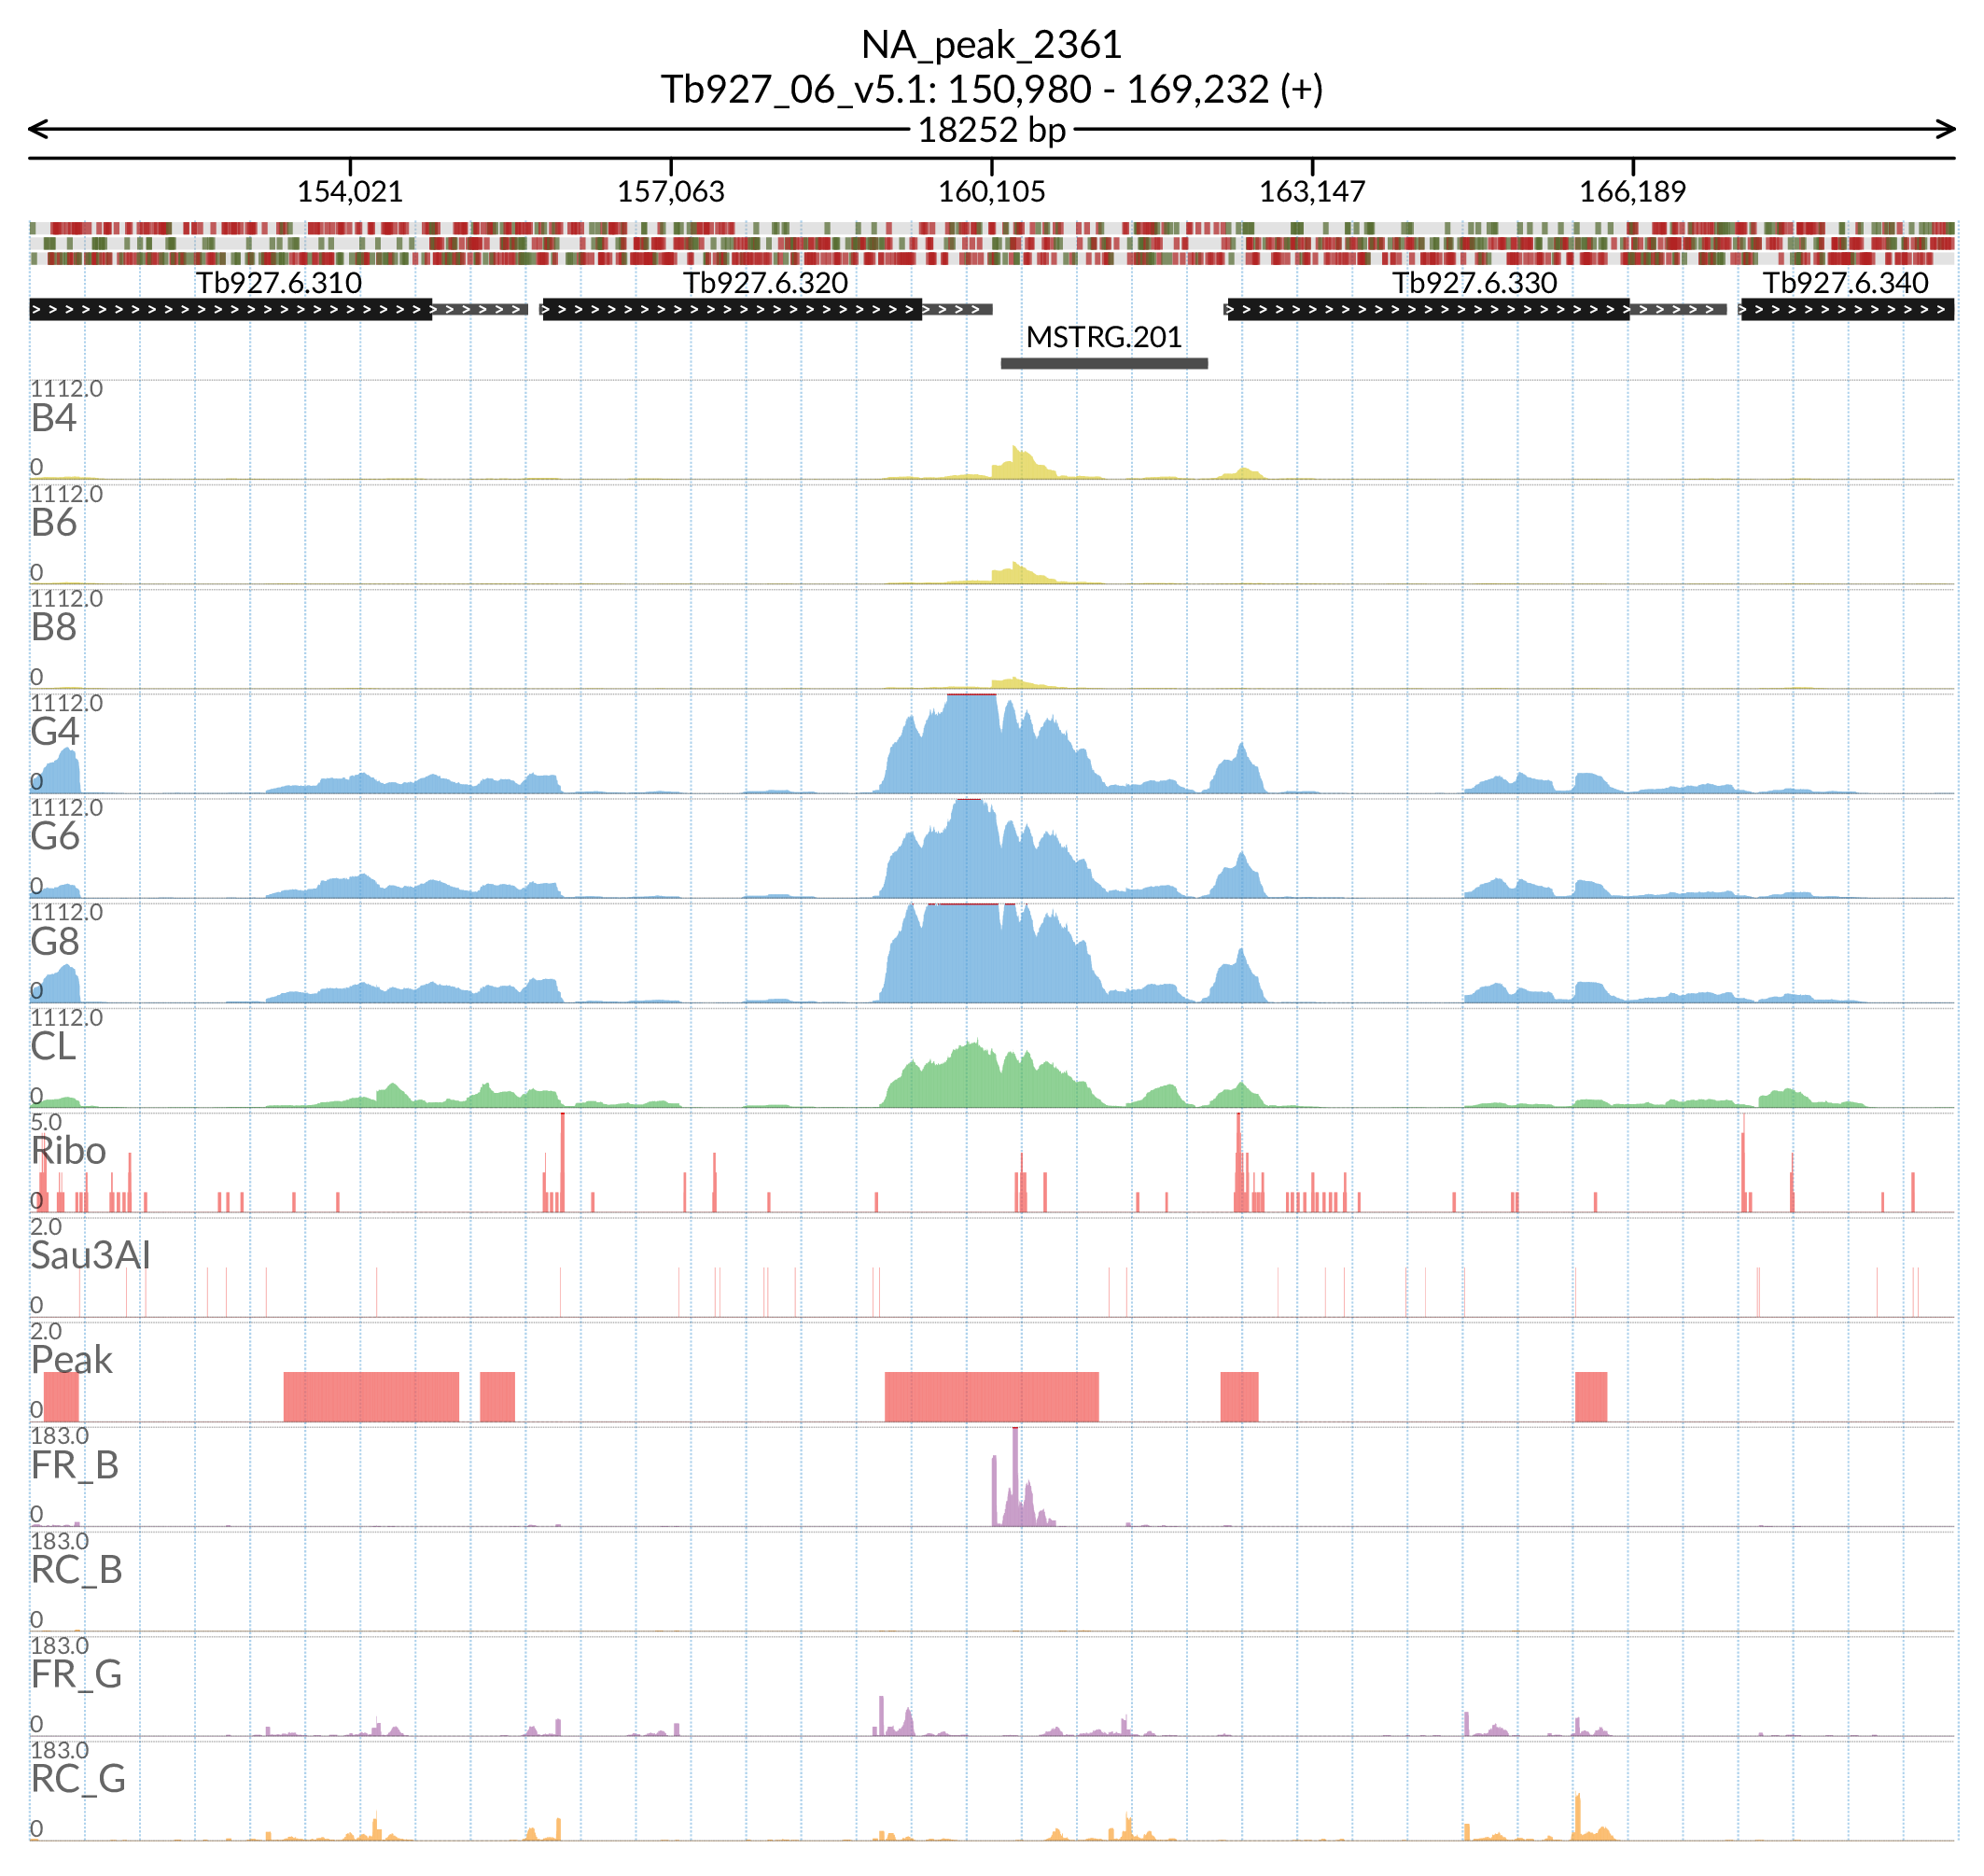 NA_peak_2361
Tb927_06_v5.1: 150,980 - 169,232 (+)
18252 bp
154,021 157,063 160,105 163,147 166,189
Tb927.6.310 Tb927.6.320 Tb927.6.330 Tb927.6.340
MSTRG.201
1112.0
B4
0
1112.0
B6
0
1112.0
B8
0
1112.0
G4
0
1112.0
G6
0
1112.0
G8
0
1112.0
CL
0
5.0
Ribo
0
2.0
Sau3AI
0
2.0
Peak
0
183.0
FR_B
0
183.0
RC_B
0
183.0
FR_G
0
183.0
RC_G
0